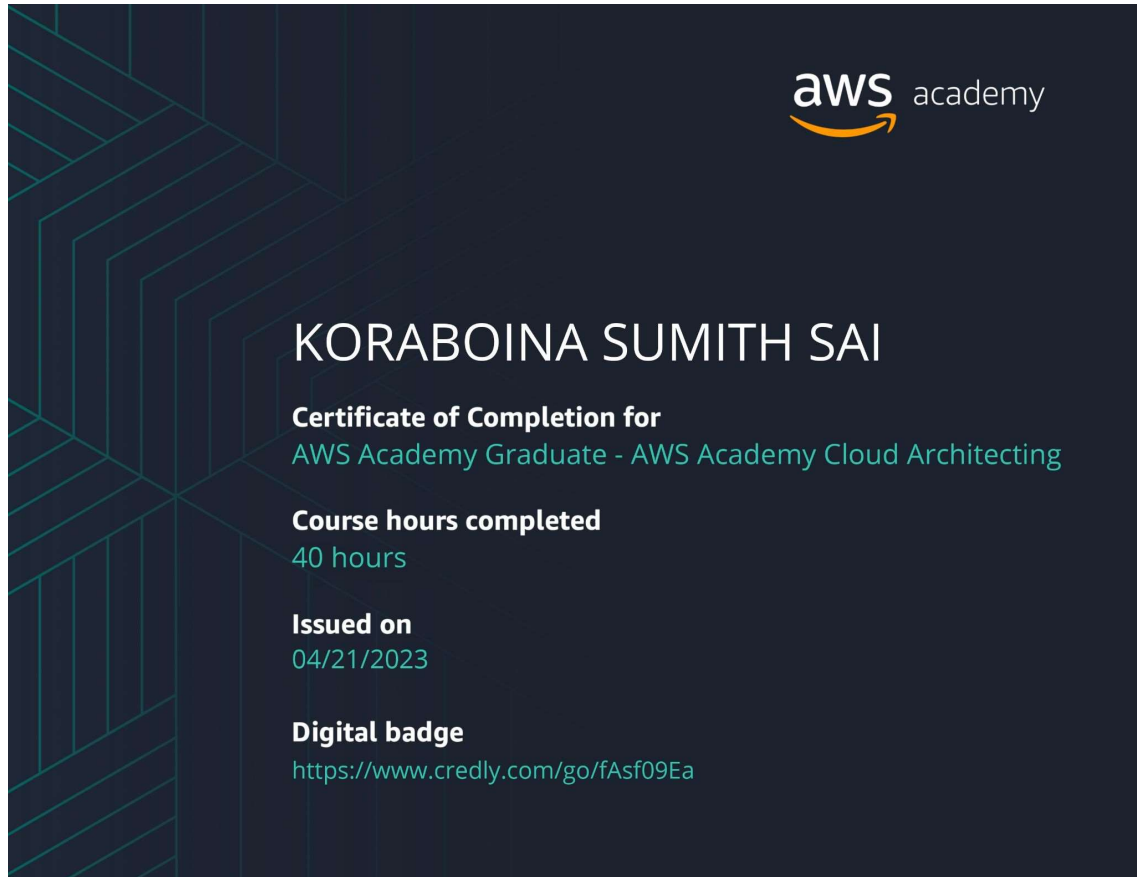 aws academy
KORABOINA SUMITH SAI
Certificate of Completion for
AWS Academy Graduate - AWS Academy Cloud Architecting
Course hours completed
40 hours
Issued on
04/21/2023
Digital badge
https://www.credly.com/go/fAsf09Ea